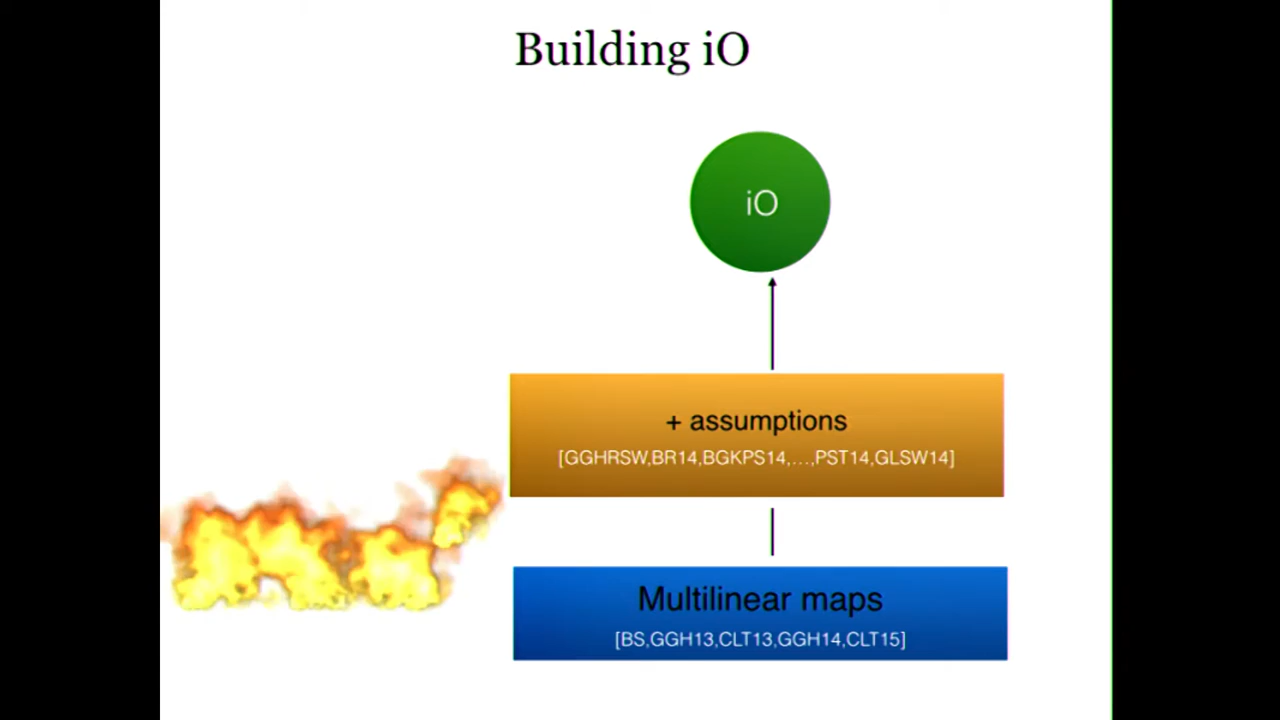 Building iO
iO
+ assumptions
[GGHRSW,BR14,BGKPS14,...,PST14,GLSW14]
Multilinear maps
[BS,GGH13,CLT13,GGH14,CLT15]